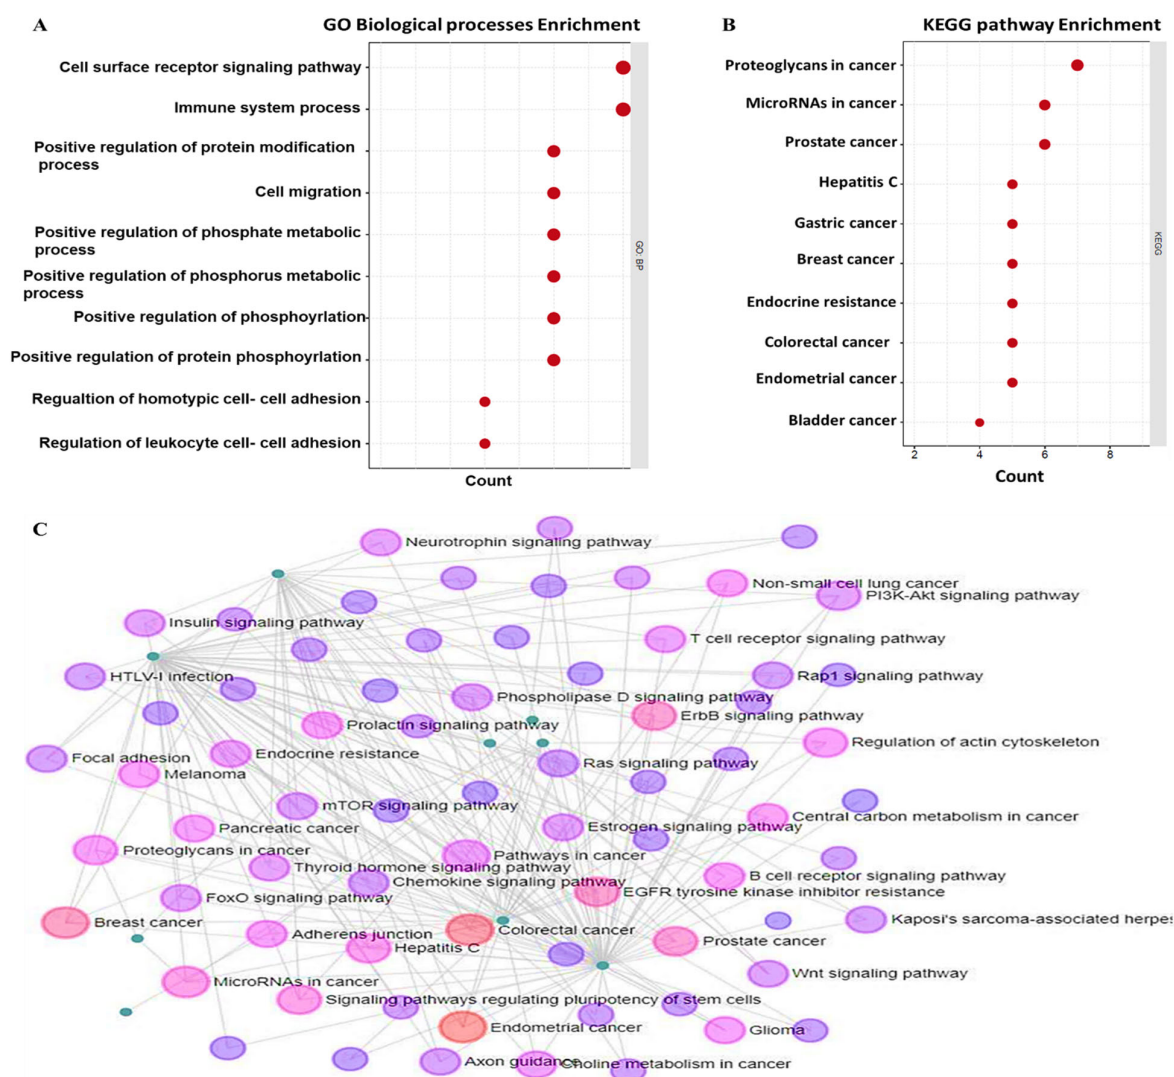 A
GO Biological processes Enrichment
Cell surface receptor signaling pathway
Immune system process
Positive regulation of protein modification
process
Cell migration
Positive regulation of phosphate metabolic
process
Positive regulation of phosphorus metabolic
process
Positive regulation of phosphoyrlation
Positive regulation of protein phosphoyrlation
Regualtion of homotypic cell- cell adhesion
Regulation of leukocyte cell- cell adhesion
Count
GO: BP
B
KEGG pathway Enrichment
Proteoglycans in cancer
MicroRNAs in cancer
Prostate cancer
Hepatitis C
Gastric cancer
Breast cancer
Endocrine resistance
Colorectal cancer
Endometrial cancer
Bladder cancer
2 4 6 8
Count
KEGG
C
Neurotrophin signaling pathway
Non-small cell lung cancer
PI3K-Akt signaling pathway
Insulin signaling pathway
T cell receptor signaling pathway
HTLV-I infection
Rap1 signaling pathway
Phospholipase D signaling pathway
Prolactin signaling pathway
ErbB signaling pathway
Endocrine resistance
Regulation of actin cytoskeleton
Focal adhesion
Melanoma
Ras signaling pathway
mTOR signaling pathway
Central carbon metabolism in cancer
Pancreatic cancer
Estrogen signaling pathway
Proteoglycans in cancer
Pathways in cancer
Thyroid hormone signaling pathway
B cell receptor signaling pathway
Chemokine signaling pathway
EGFR tyrosine kinase inhibitor resistance
FoxO signaling pathway
Breast cancer
Kaposi's sarcoma-associated herpes
Adherens junction
Colorectal cancer
Hepatitis C
Prostate cancer
MicroRNAs in cancer
Wnt signaling pathway
Signaling pathways regulating pluripotency of stem cells
Endometrial cancer
Glioma
Axon guidance
Choline metabolism in cancer